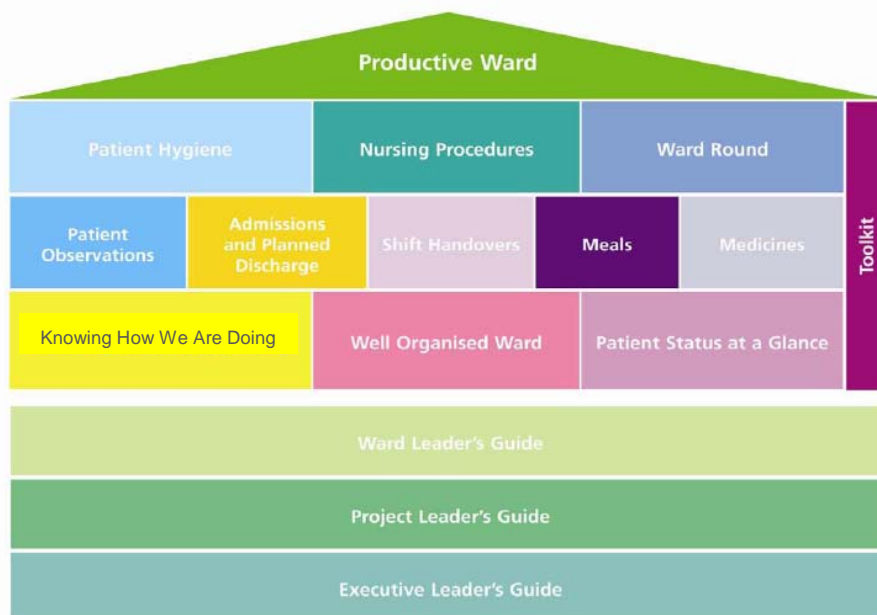 Productive Ward
Patient Hygiene
Nursing Procedures
Ward Round
Patient
Observations
Admissions
and Planned
Discharge
Shift Handovers
Meals
Medicines
Knowing How We Are Doing
Well Organised Ward
Patient Status at a Glance
Toolkit
Ward Leader's Guide
Project Leader's Guide
Executive Leader's Guide